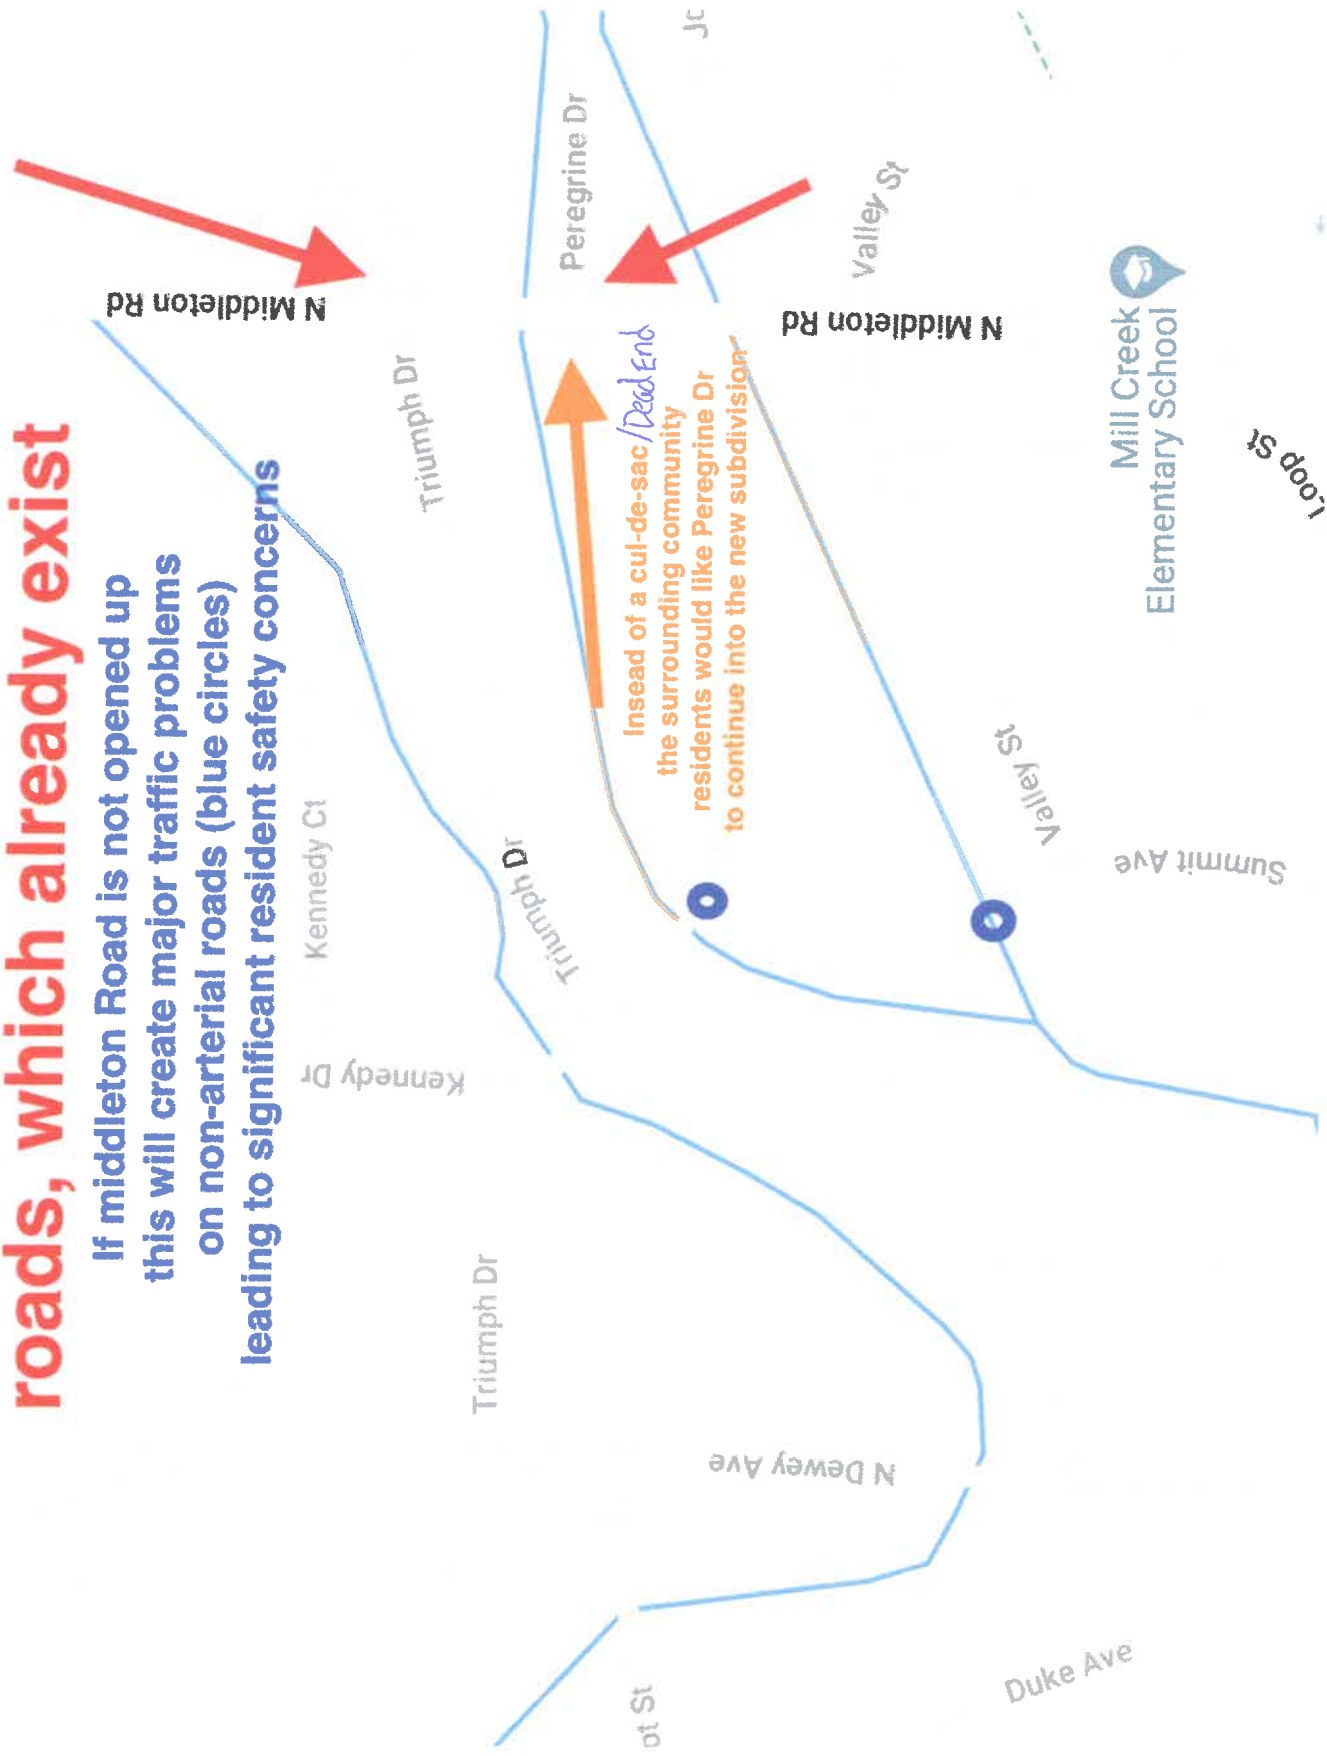 roads, which already exist
If middleton Road is not opened up
this will create major traffic problems
on non-arterial roads (blue circles)
leading to significant resident safety concerns
N Middleton Rd
Triumph Dr
Kennedy Ct
Triumph Dr
Kennedy Dr
Triumph Dr
Peregrine Dr
Insead of a cul-de-sac /Dead End
the surrounding community
residents would like Peregrine Dr
to continue into the new subdivision
Jc
Valley St
N Middleton Rd
Valley St
Summit Ave
Mill Creek
Elementary School
Loop St
N Dewey Ave
ot St
Duke Ave